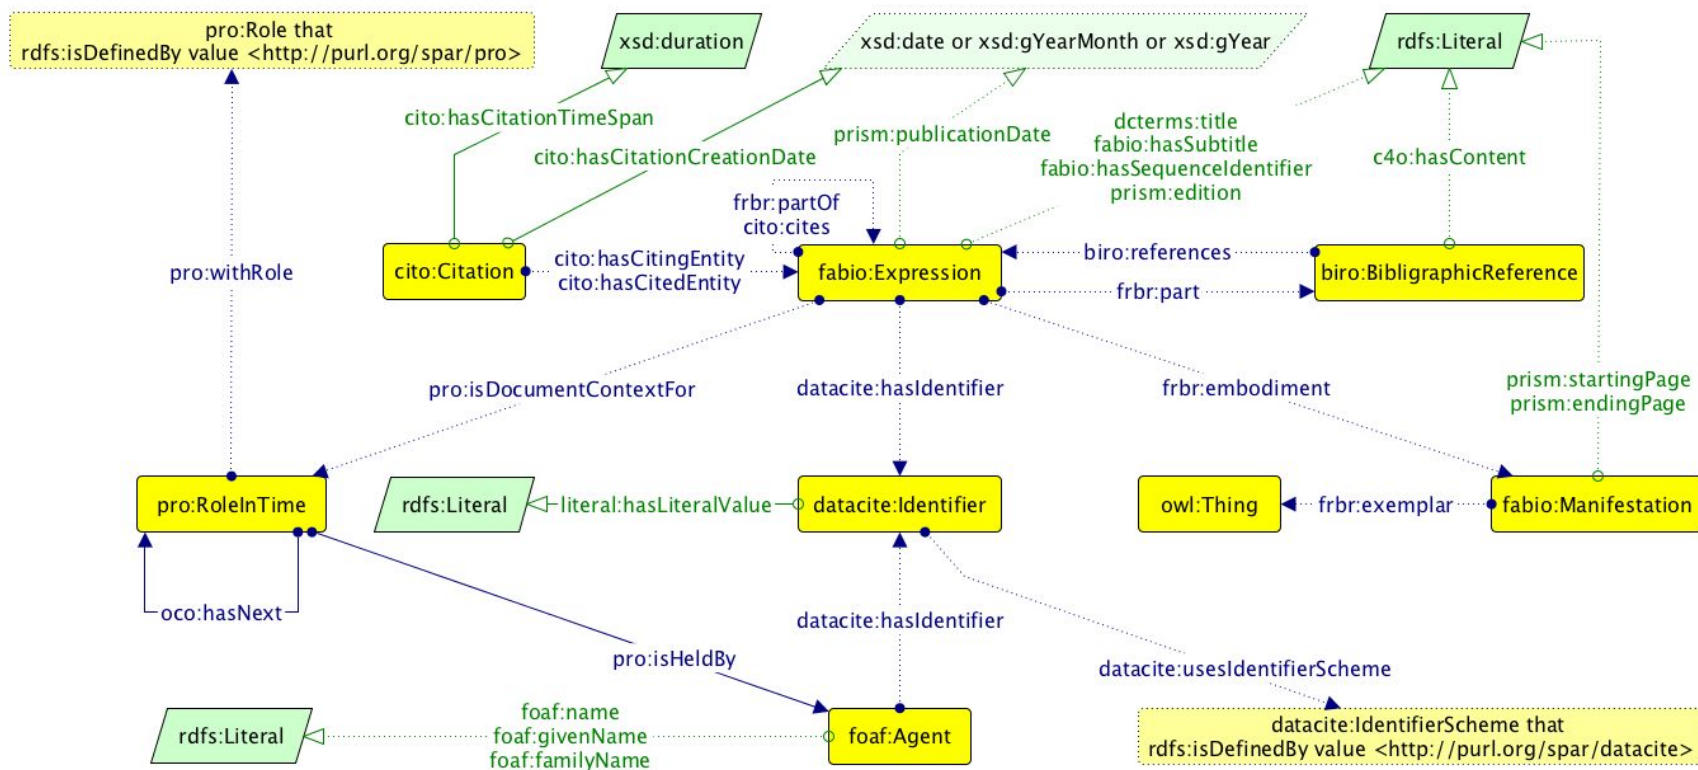 pro:Role that
rdfs:isDefinedBy value <http://purl.org/spar/pro>
xsd:duration
xsd:date or xsd:gYearMonth or xsd:gYear
rdfs:Literal
cito:hasCitationTimeSpan
cito:hasCitationCreationDate
prism:publicationDate
dcterms:title
fabio:hasSubtitle
fabio:hasSequenceIdentifier
prism:edition
c4o:hasContent
frbr:partOf
cito:cites
pro:withRole
cito:Citation
cito:hasCitingEntity
cito:hasCitedEntity
fabio:Expression
biro:references
frbr:part
biro:BibligraphicReference
pro:isDocumentContextFor
datacite:hasIdentifier
frbr:embodiment
prism:startingPage
prism:endingPage
pro:RoleInTime
rdfs:Literal
literal:hasLiteralValue
datacite:Identifier
owl:Thing
frbr:exemplar
fabio:Manifestation
oco:hasNext
pro:isHeldBy
datacite:hasIdentifier
datacite:usesIdentifierScheme
rdfs:Literal
foaf:name
foaf:givenName
foaf:familyName
foaf:Agent
datacite:IdentifierScheme that
rdfs:isDefinedBy value <http://purl.org/spar/datacite>